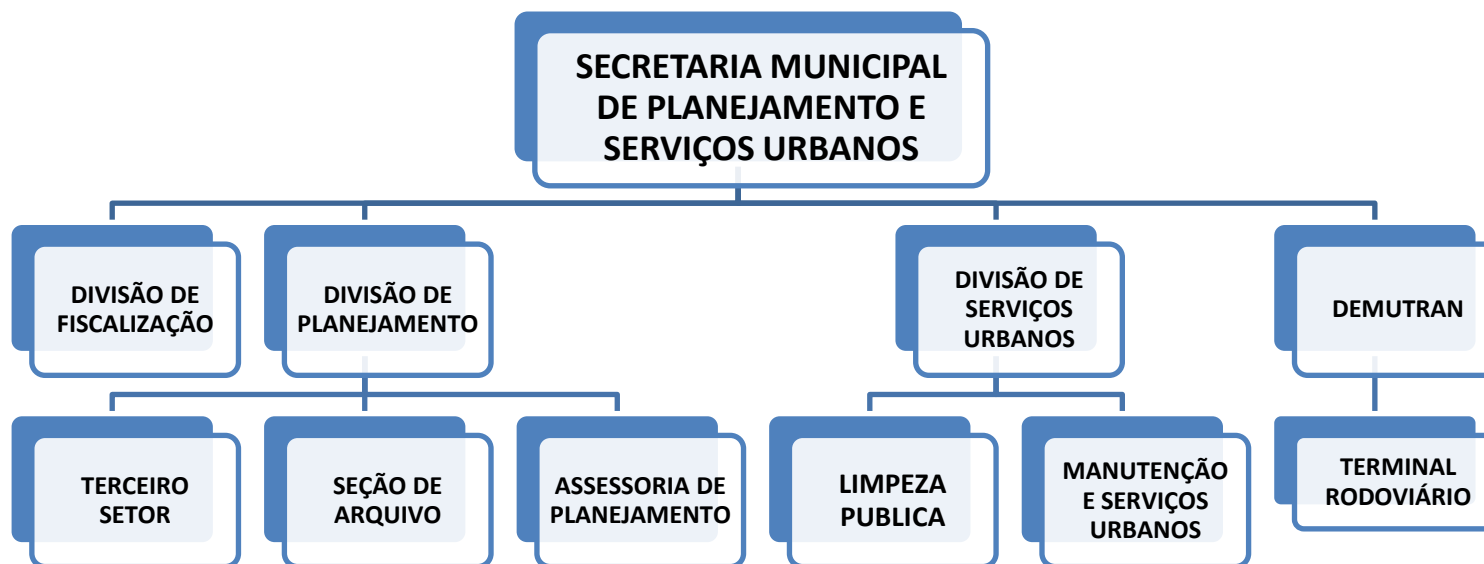 SECRETARIA MUNICIPAL
DE PLANEJAMENTO E
SERVIÇOS URBANOS
DIVISÃO DE
FISCALIZAÇÃO
DIVISÃO DE
PLANEJAMENTO
DIVISÃO DE
SERVIÇOS
URBANOS
DEMUTRAN
TERCEIRO
SETOR
SEÇÃO DE
ARQUIVO
ASSESSORIA DE
PLANEJAMENTO
LIMPEZA
PUBLICA
MANUTENÇÃO
E SERVIÇOS
URBANOS
TERMINAL
RODOVIÁRIO